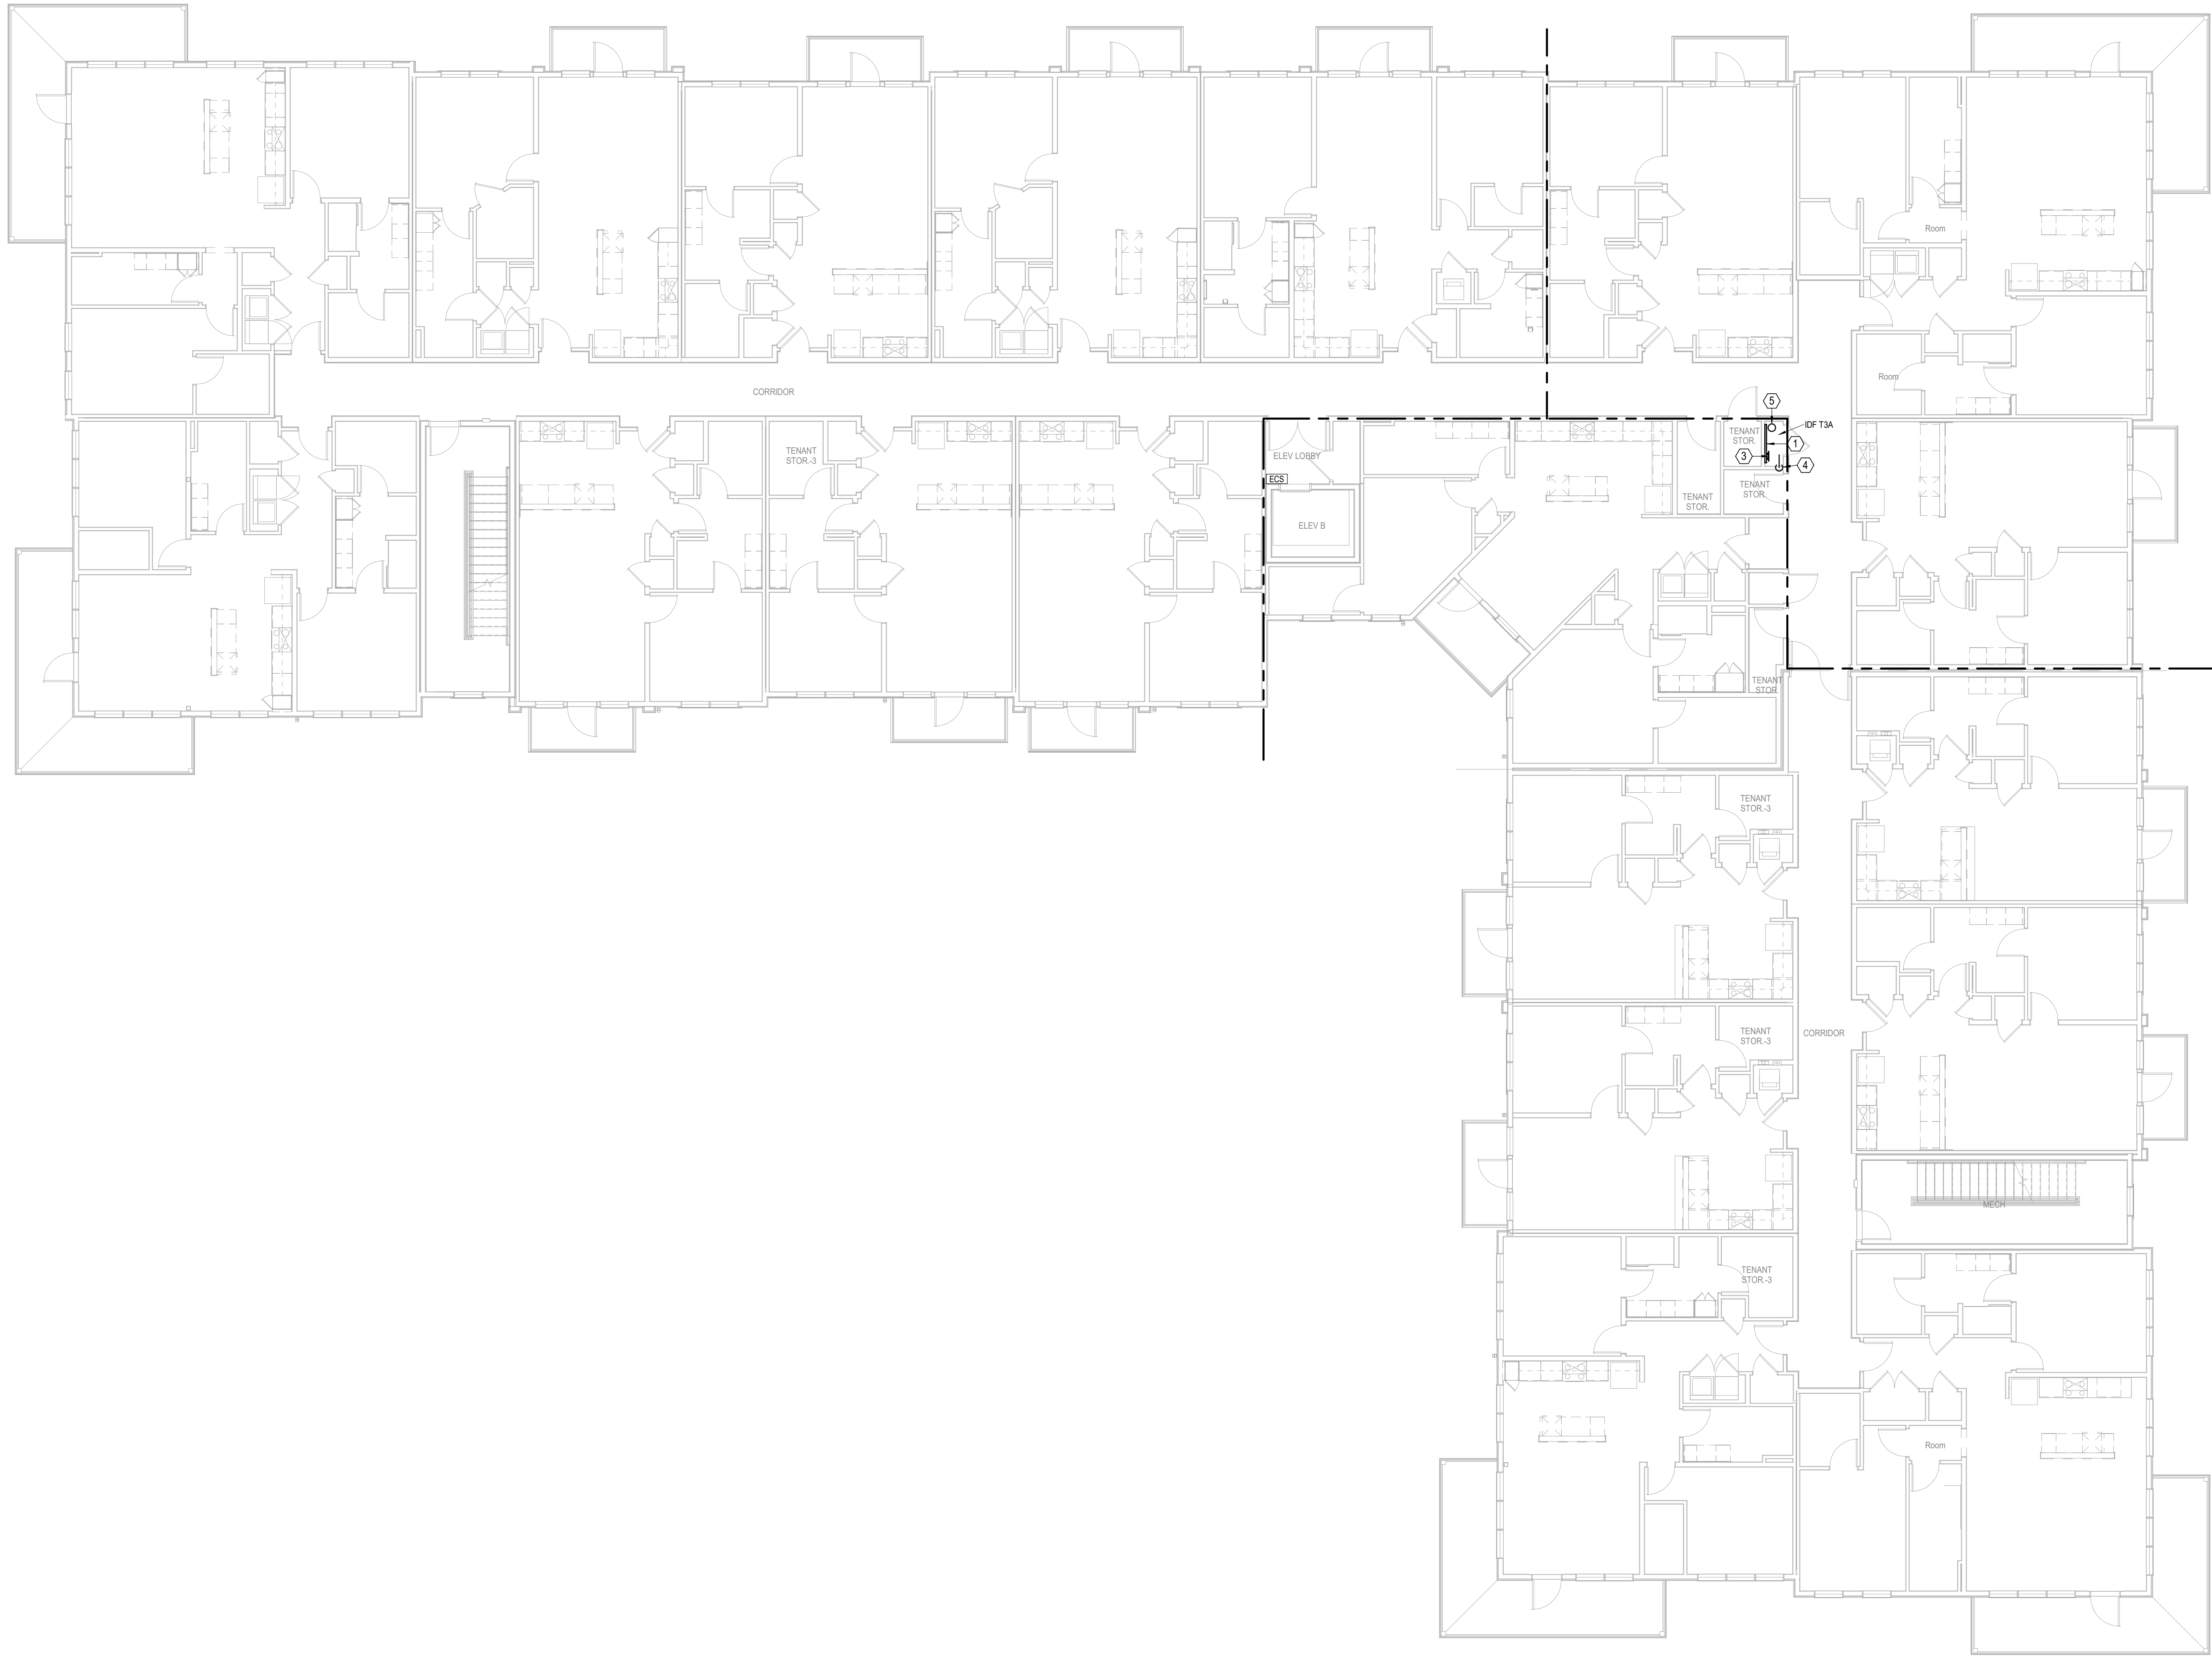 Room
Room
CORRIDOR
5
IDF T3A
TENANT
STOR.
1
3
4
TENANT
STOR.-3
ELEV LOBBY
ECS
TENANT
STOR.
TENANT
STOR.
ELEV B
TENANT
STOR.
TENANT
STOR.-3
TENANT
STOR.-3
CORRIDOR
MECH
TENANT
STOR.-3
Room